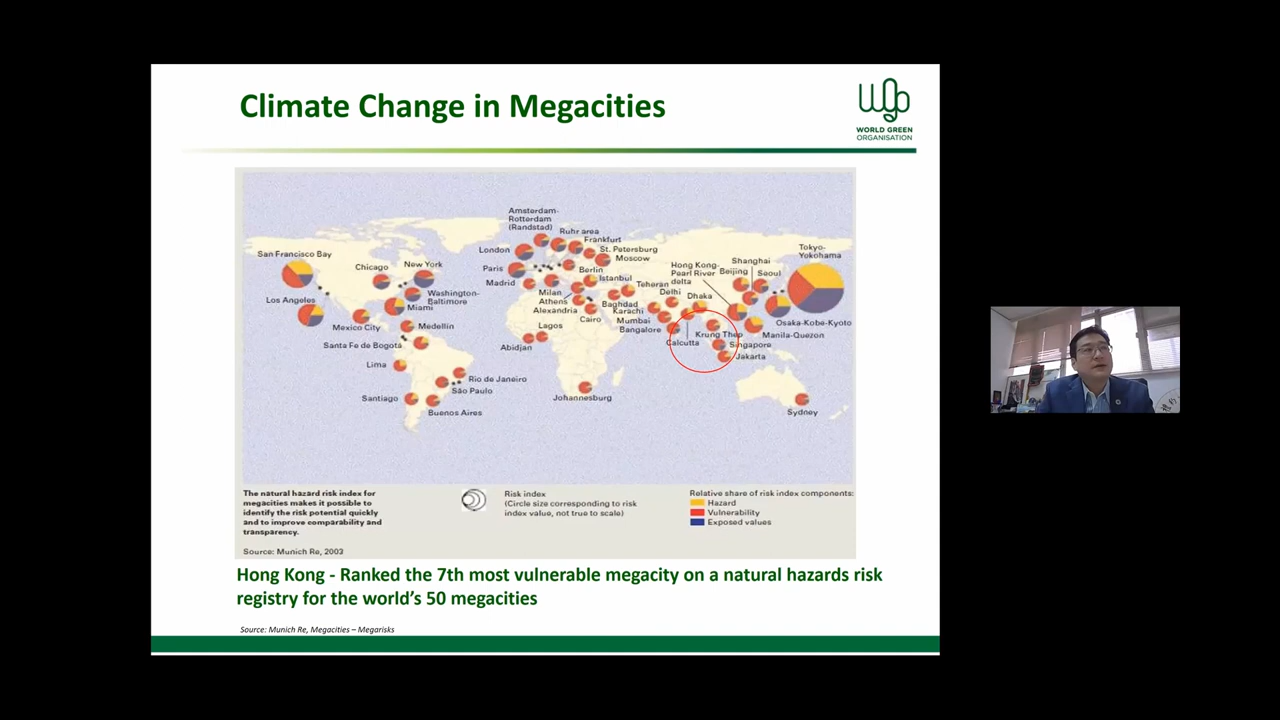 Climate Change in Megacities
WORLD GREEN
ORGANISATION
Amsterdam-
Rotterdam
(Randstad)
Ruhr area
Frankfurt
St. Petersburg
Moscow
London
Paris
Berlin
Istanbul
Madrid
Milan
Athens
Alexandria
Cairo
Baghdad
Teheran
Karachi
Delhi
Mumbai
Bangalore
Dhaka
Calcutta
Hong Kong-
Pearl River
delta
Shanghai
Beijing
Seoul
Tokyo-
Yokohama
Osaka-Kobe-Kyoto
Manila-Quezon
Krung Thep
Singapore
Jakarta
San Francisco Bay
Los Angeles
Chicago
New York
Washington-
Baltimore
Miami
Mexico City
Medellín
Santa Fe de Bogotá
Lima
Santiago
Rio de Janeiro
São Paulo
Buenos Aires
Lagos
Abidjan
Johannesburg
Sydney
The natural hazard risk index for
megacities makes it possible to
identify the risk potential quickly
and to improve comparability and
transparency.
Source: Munich Re, 2003
Risk index
(Circle size corresponding to risk
index value, not true to scale)
Relative share of risk index components:
Hazard
Vulnerability
Exposed values
Hong Kong - Ranked the 7th most vulnerable megacity on a natural hazards risk
registry for the world's 50 megacities
Source: Munich Re, Megacities – Megarisks